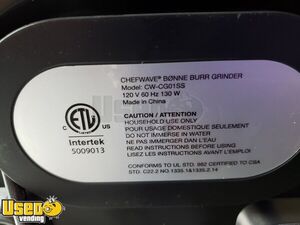 CHEFWAVE® BØNNE BURR GRINDER
Model: CW-CG01SS
120 V 60 Hz 130 W
Made in China
CAUTION / ATTENTION
HOUSEHOLD USE ONLY
POUR USAGE DOMESTIQUE SEULEMENT
DO NOT IMMERSE IN WATER
NE PAS IMMERGER DAN L'EAU
READ INSTRUCTIONS BEFORE USING
LISEZ LES INSTRUCTIONS AVANT L'EMPLOI
CONFORMS TO UL STD. 982 CERTIFIED TO CSA
STD. C22.2 NO.1335.1&1335.2.14
ETL
C US
Intertek
5009013
Used
vending